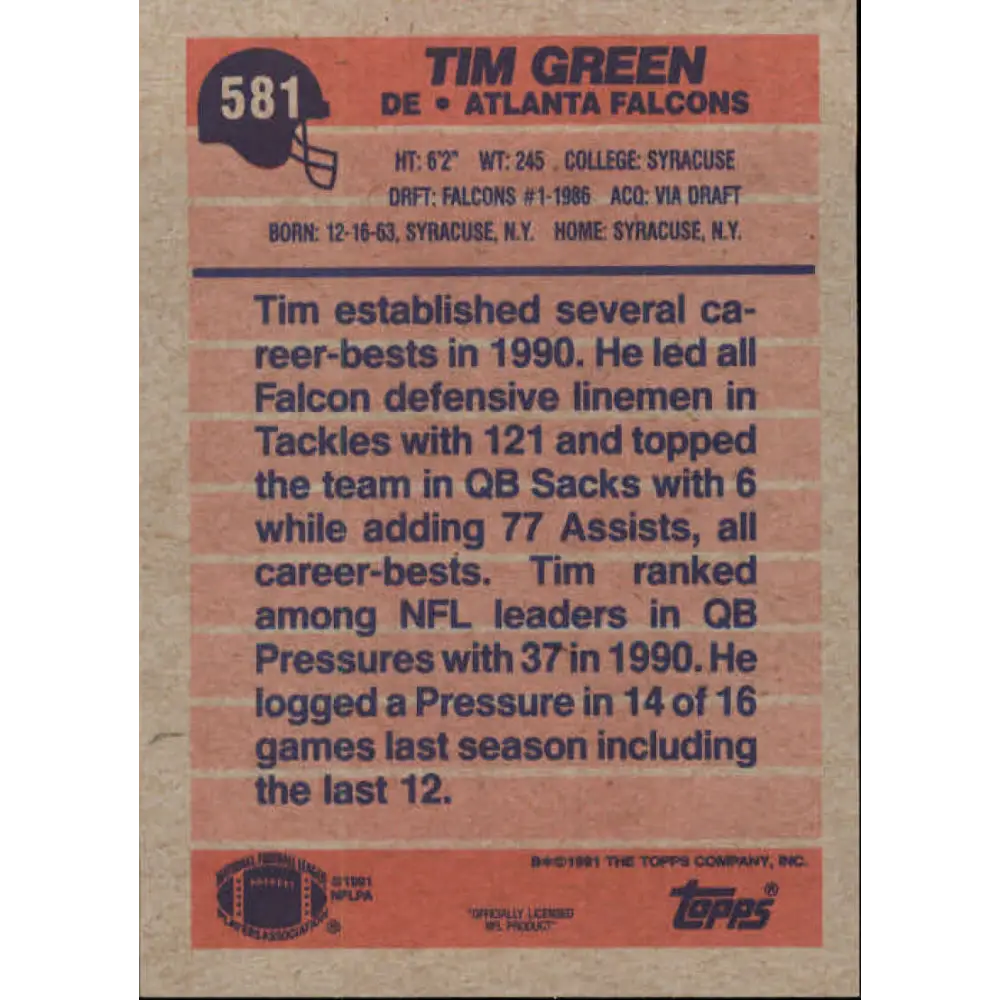 581
TIM GREEN
DE • ATLANTA FALCONS
HT: 6'2" WT: 245 COLLEGE: SYRACUSE
DRFT: FALCONS #1-1986 ACQ: VIA DRAFT
BORN: 12-16-63, SYRACUSE, N.Y. HOME: SYRACUSE, N.Y.
Tim established several ca-
reer-bests in 1990. He led all
Falcon defensive linemen in
Tackles with 121 and topped
the team in QB Sacks with 6
while adding 77 Assists, all
career-bests. Tim ranked
among NFL leaders in QB
Pressures with 37 in 1990. He
logged a Pressure in 14 of 16
games last season including
the last 12.
B*©1991 THE TOPPS COMPANY, INC.
NATIONAL FOOTBALL LEAGUE
PLAYERS ASSOCIATION ®
©1991
NFLPA
"OFFICIALLY LICENSED
NFL PRODUCT"
topps®